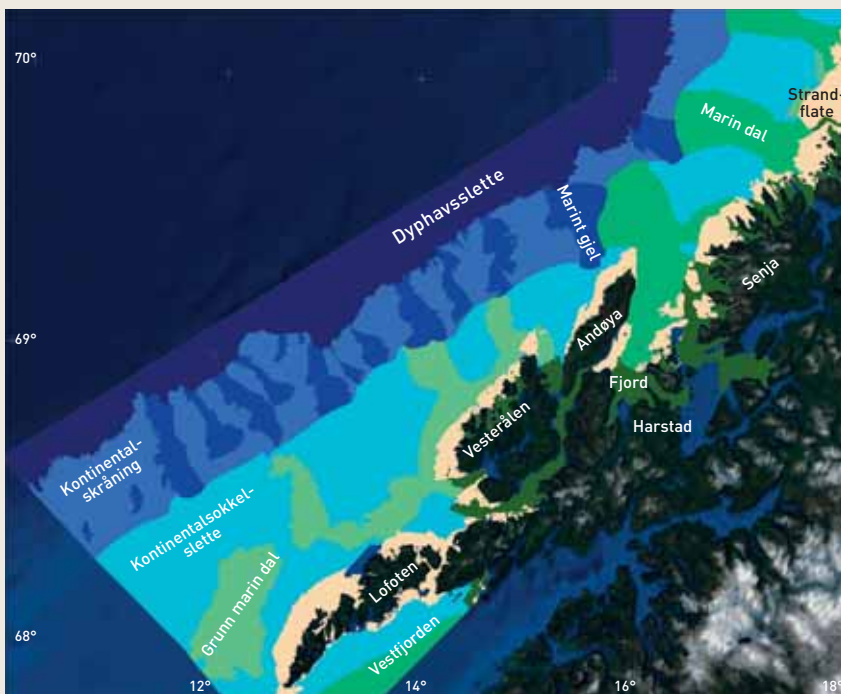 70°
Strand-
flate
Marin dal
Dyphavsslette
Marint gjel
Senja
69°
Andøya
Fjord
Harstad
Vesterålen
Kontinental-
skråning
Kontinentalsokkel-
slette
Grunn marin dal
Lofoten
68°
Vestfjorden
12°
14°
16°
18°